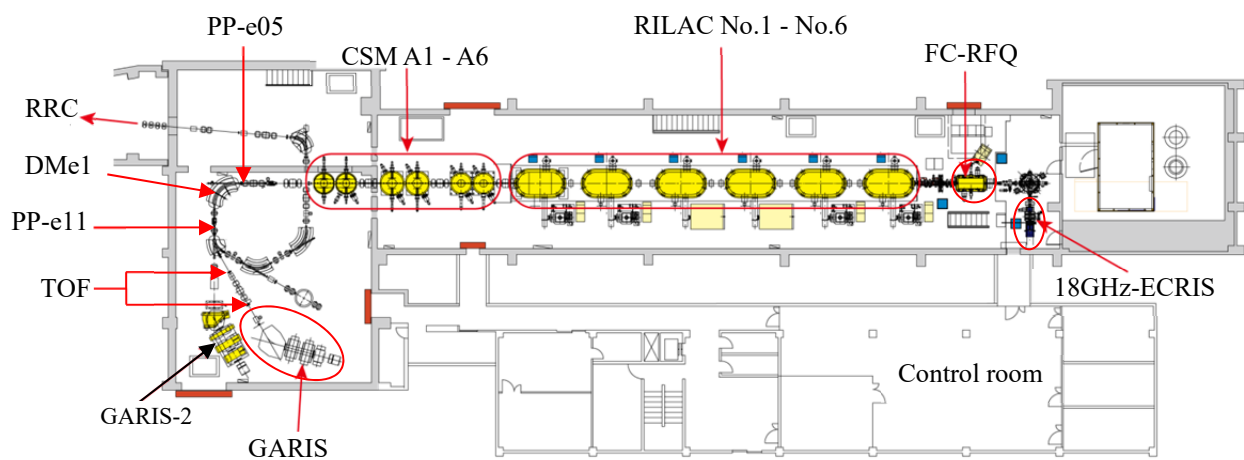 PP-e05
CSM A1 - A6
RILAC No.1 - No.6
FC-RFQ
RRC
DMe1
PP-e11
TOF
18GHz-ECRIS
Control room
GARIS-2
GARIS